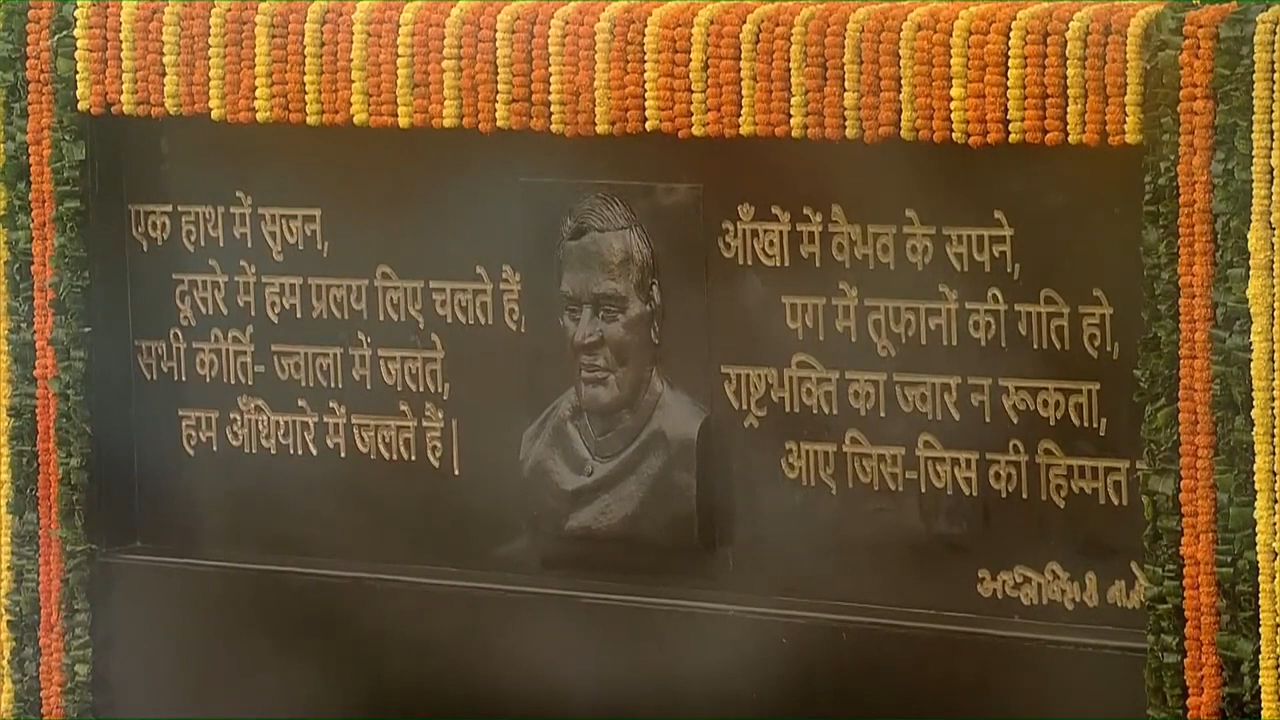 एक हाथ में सृजन,
दूसरे में हम प्रलय लिए चलते हैं,
सभी कीर्ति- ज्वाला में जलते,
हम अँधियारे में जलते हैं।
आँखों में वैभव के सपने,
पग में तूफानों की गति हो,
राष्ट्रभक्ति का ज्वार न रूकता,
आए जिस-जिस की हिम्मत